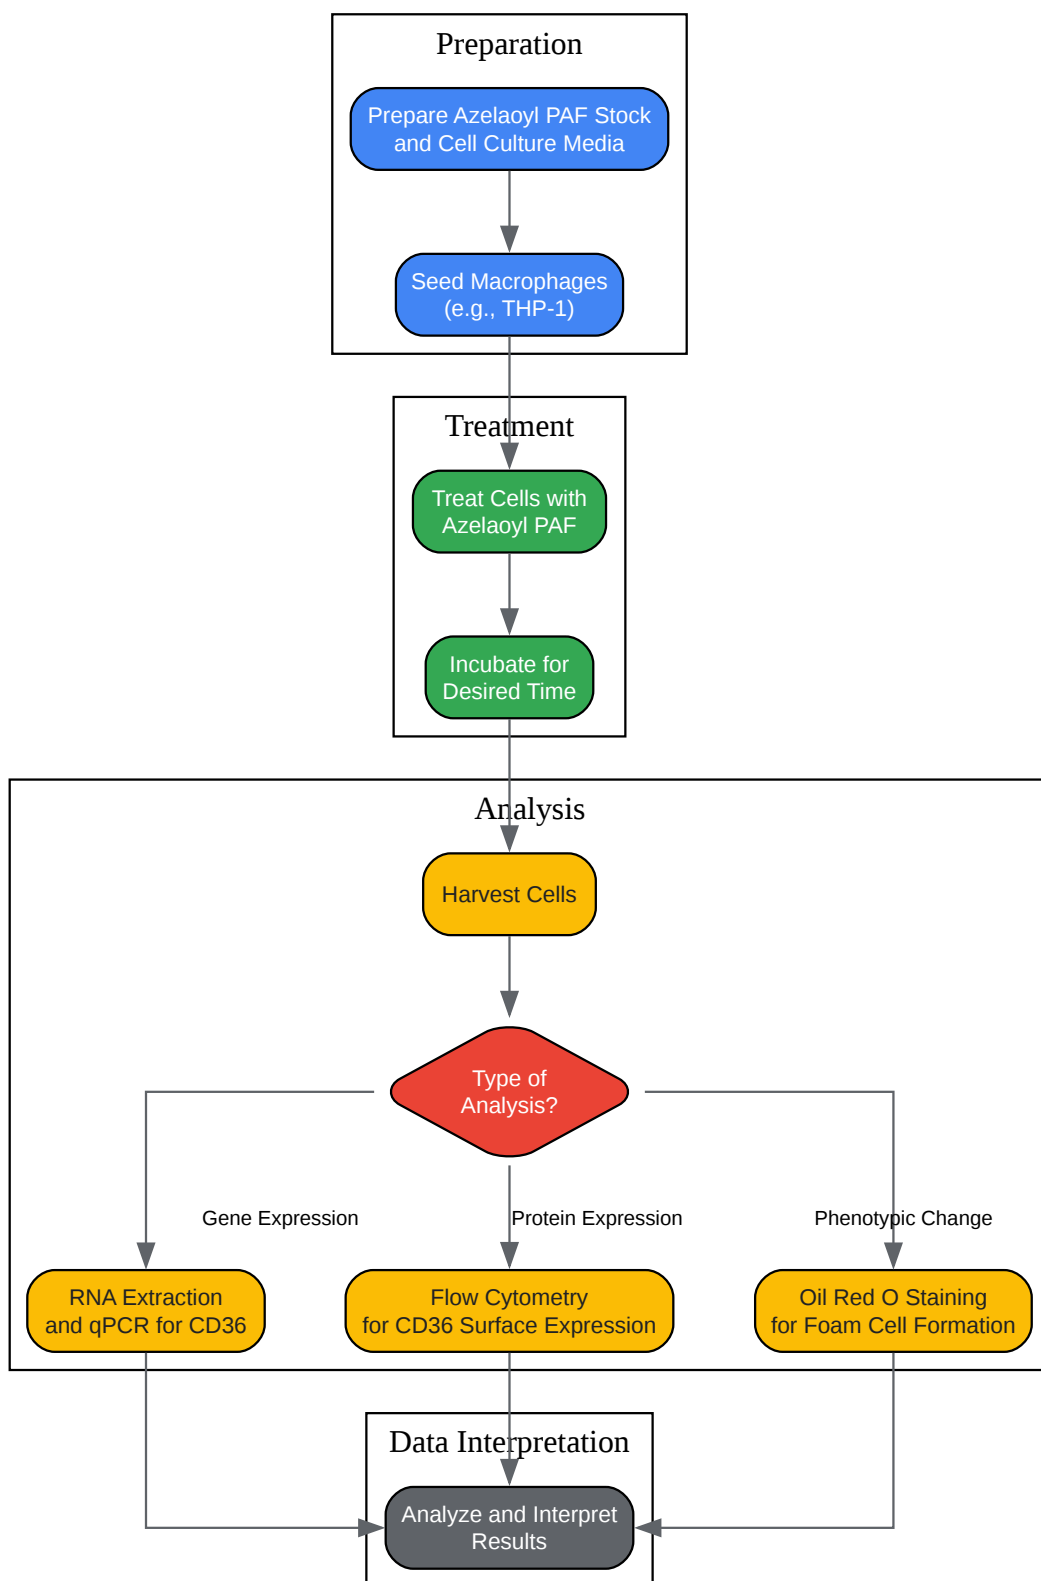 Preparation
Prepare Azelaoyl PAF Stock
and Cell Culture Media
Seed Macrophages
(e.g., THP-1)
Treatment
Treat Cells with
Azelaoyl PAF
Incubate for
Desired Time
Analysis
Harvest Cells
Type of
Analysis?
Gene Expression
Protein Expression
Phenotypic Change
RNA Extraction
and qPCR for CD36
Flow Cytometry
for CD36 Surface Expression
Oil Red O Staining
for Foam Cell Formation
Data Interpretation
Analyze and Interpret
Results